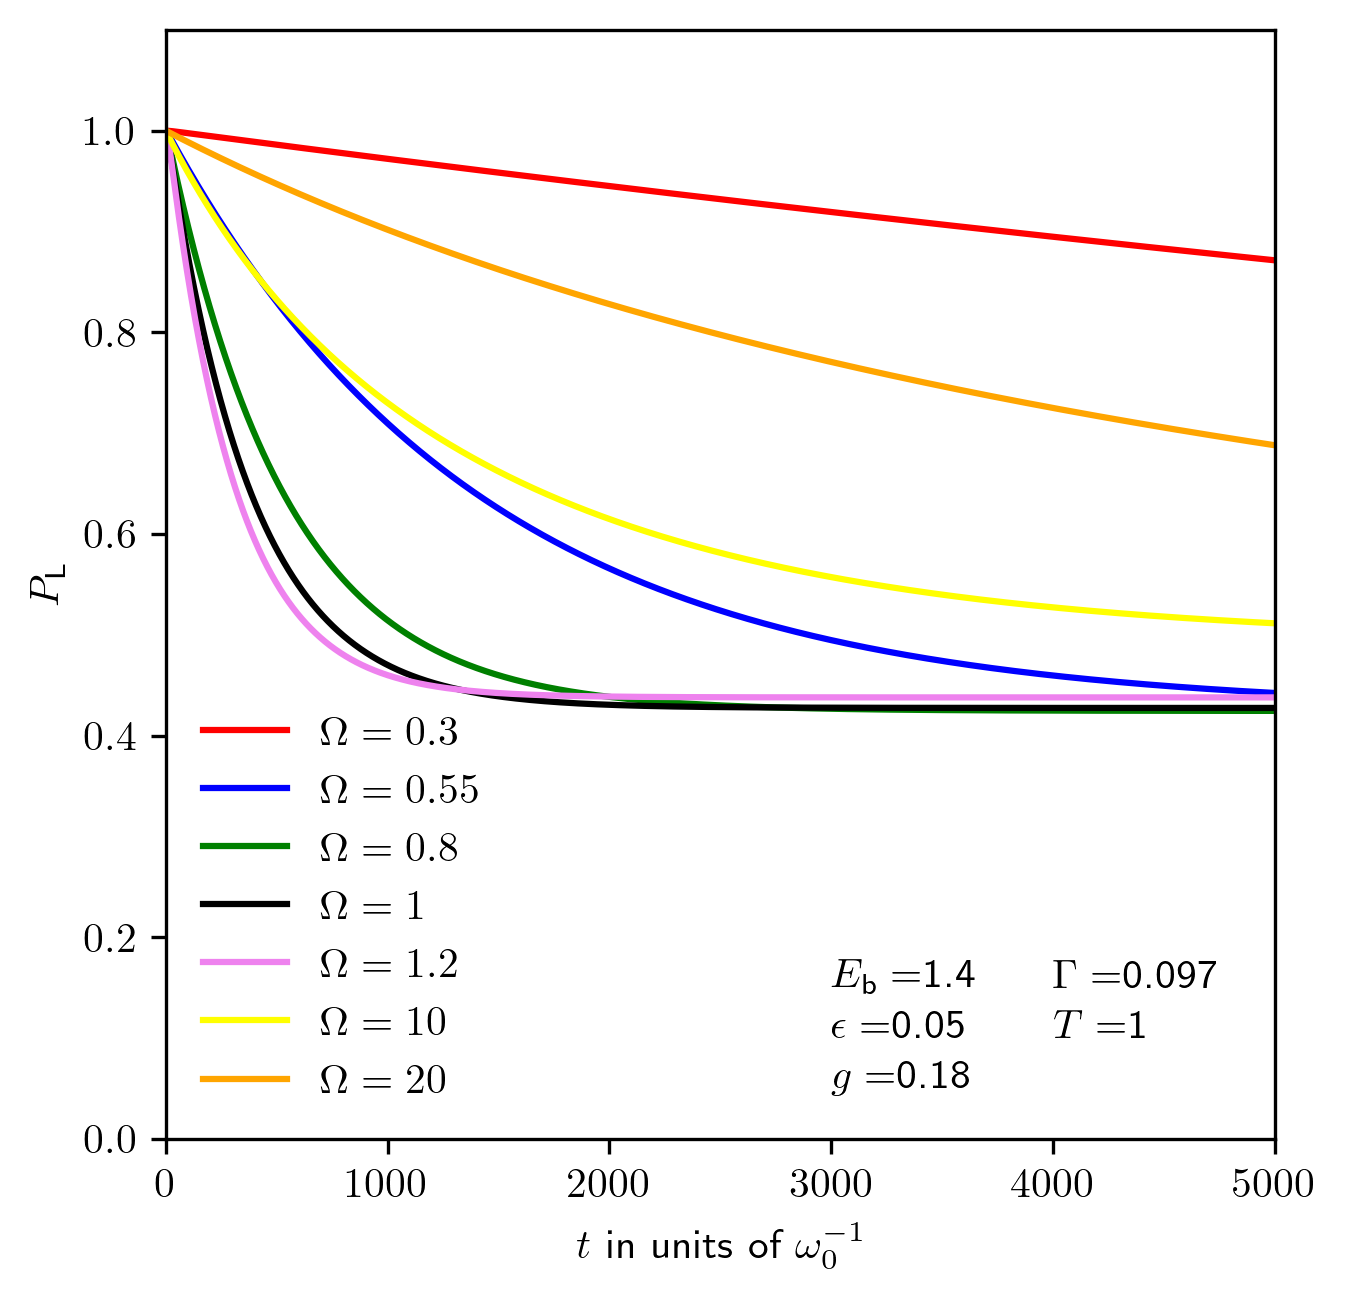 1.0
0.8
0.6
0.4
0.2
0.0
P_L
Ω = 0.3
Ω = 0.55
Ω = 0.8
Ω = 1
Ω = 1.2
Ω = 10
Ω = 20
E_b =1.4 Γ =0.097
ϵ =0.05 T =1
g =0.18
0 1000 2000 3000 4000 5000
t in units of ω_0^{-1}